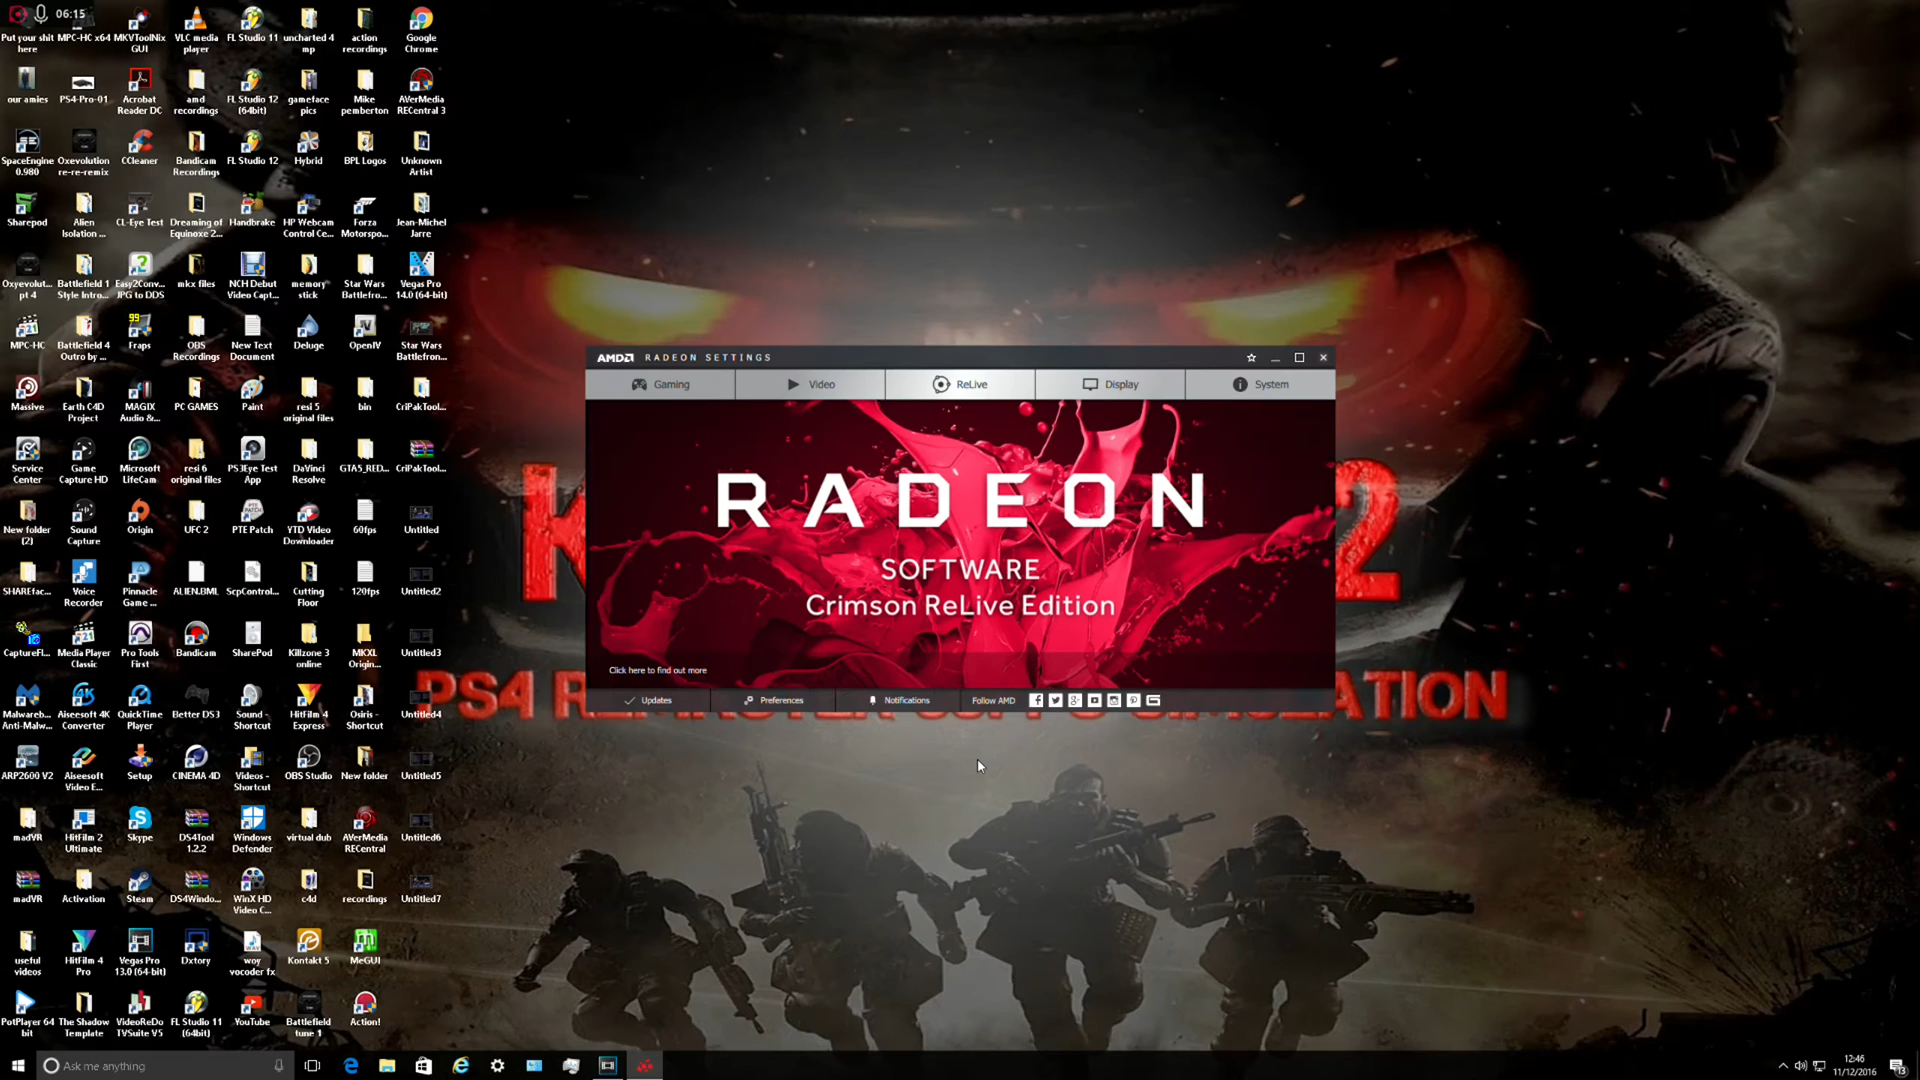 06:15
Put your shit here
MPC-HC x64
MKVToolNix GUI
VLC media player
FL Studio 11
uncharted 4 mp
action recordings
Google Chrome
our amies
PS4-Pro-01
Acrobat Reader DC
amd recordings
FL Studio 12 (64bit)
gameface pics
Mike pemberton
AVerMedia RECentral 3
SpaceEngine 0.980
Oxevolution re-re-remix
CCleaner
Bandicam Recordings
FL Studio 12
Hybrid
BPL Logos
Unknown Artist
Sharepod
Alien Isolation ...
CL-Eye Test
Dreaming of Equinoxe 2...
Handbrake
HP Webcam Control Ce...
Forza Motorspo...
Jean-Michel Jarre
Oxyevolut... pt 4
Battlefield 1 Style Intro...
Easy2Conv... JPG to DDS
mkx files
NCH Debut Video Capt...
memory stick
Star Wars Battlefro...
Vegas Pro 14.0 (64-bit)
MPC-HC
Battlefield 4 Outro by ...
99
Fraps
OBS Recordings
New Text Document
Deluge
OpenIV
Star Wars Battlefron...
Massive
Earth C4D Project
MAGIX Audio &...
PC GAMES
Paint
resi 5 original files
bin
CriPakTool...
Service Center
Game Capture HD
Microsoft LifeCam
resi 6 original files
PS3Eye Test App
DaVinci Resolve
GTA5_RED...
CriPakTool...
New folder (2)
Sound Capture
Origin
UFC 2
PTE Patch
YTD Video Downloader
60fps
Untitled
SHAREfac...
Voice Recorder
Pinnacle Game ...
ALIEN.BML
ScpControl...
Cutting Floor
120fps
Untitled2
CaptureFl...
Media Player Classic
Pro Tools First
Bandicam
SharePod
Killzone 3 online
MKXL Origin...
Untitled3
Malwareb... Anti-Malw...
Aiseesoft 4K Converter
QuickTime Player
Better DS3
Sound - Shortcut
HitFilm 4 Express
Osiris - Shortcut
Untitled4
ARP2600 V2
Aiseesoft Video E...
Setup
CINEMA 4D
Videos - Shortcut
OBS Studio
New folder
Untitled5
madVR
HitFilm 2 Ultimate
Skype
DS4Tool 1.2.2
Windows Defender
virtual dub
AVerMedia RECentral
Untitled6
madVR
Activation
Steam
DS4Windo...
WinX HD Video C...
c4d
recordings
Untitled7
useful videos
HitFilm 4 Pro
Vegas Pro 13.0 (64-bit)
Dxtory
woy vocoder fx
Kontakt 5
MeGUI
PotPlayer 64 bit
The Shadow Template
VideoReDo TVSuite V5
FL Studio 11 (64bit)
YouTube
Battlefield tune 1
Action!
AMD RADEON SETTINGS
Gaming
Video
ReLive
Display
System
RADEON
SOFTWARE
Crimson ReLive Edition
Click here to find out more
Updates
Preferences
Notifications
Follow AMD
K
2
PS4 RE
ATION
Ask me anything
12:46
11/12/2016
13